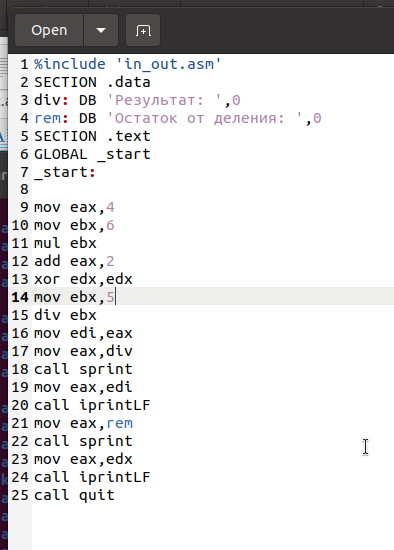 Open
1 %include 'in_out.asm'
2 SECTION .data
3 div: DB 'Результат: ',0
4 rem: DB 'Остаток от деления: ',0
5 SECTION .text
6 GLOBAL _start
7 _start:
8
9 mov eax,4
10 mov ebx,6
11 mul ebx
12 add eax,2
13 xor edx,edx
14 mov ebx,5
15 div ebx
16 mov edi,eax
17 mov eax,div
18 call sprint
19 mov eax,edi
20 call iprintLF
21 mov eax,rem
22 call sprint
23 mov eax,edx
24 call iprintLF
25 call quit